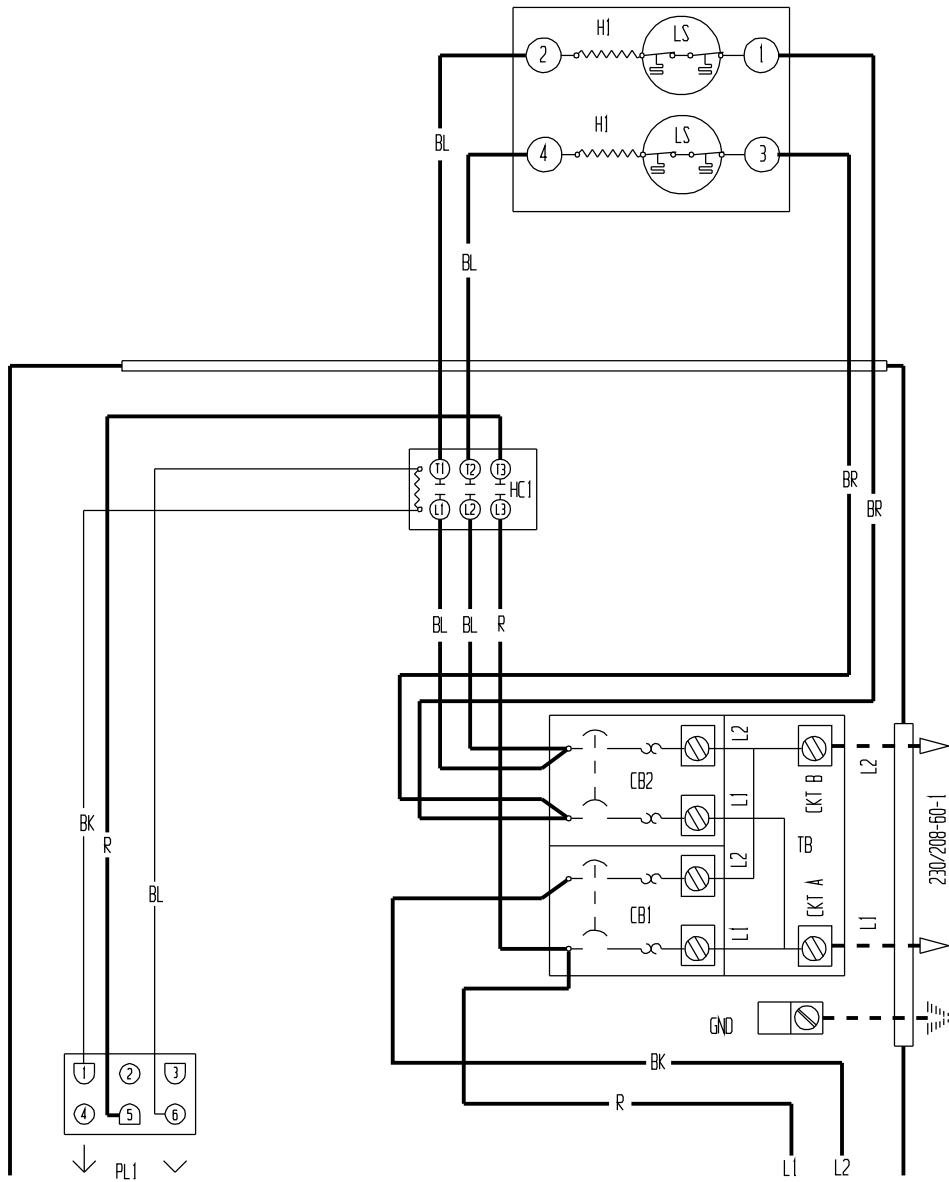 H1
LS
2
1
H1
LS
4
3
BL
BL
BR
BR
T1 T2 T3
HC1
L1 L2 L3
BL BL R
L2
CB2
L1
CKT B
L2
TB
230/208-60-1
L2
CB1
L1
CKT A
L1
BK
R
BL
GND
BK
R
L1 L2
1 2 3
4 5 6
PL1